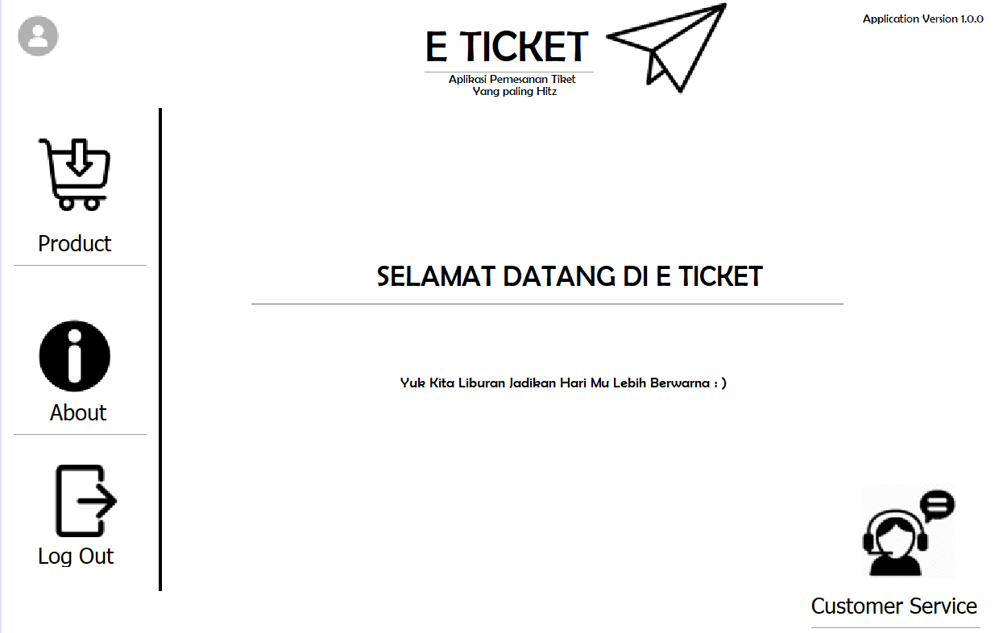 Application Version 1.0.0
E TICKET
Aplikasi Pemesanan Tiket
Yang paling Hitz
Product
SELAMAT DATANG DI E TICKET
Yuk Kita Liburan Jadikan Hari Mu Lebih Berwarna : )
About
Log Out
Customer Service